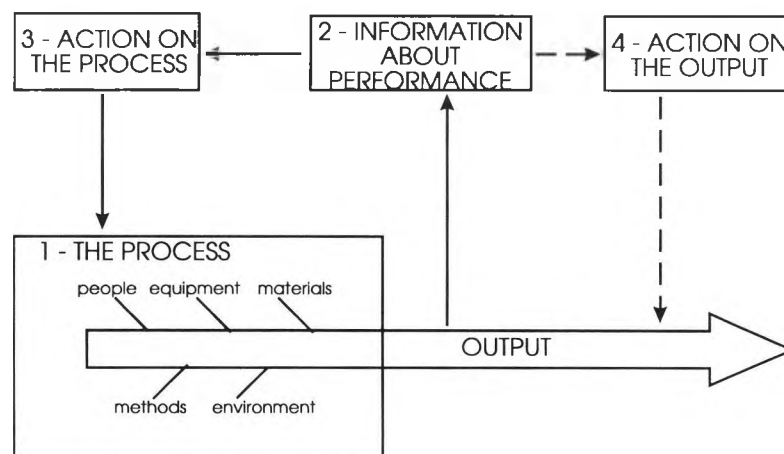 3 - ACTION ON
THE PROCESS
2 - INFORMATION
ABOUT
PERFORMANCE
4 - ACTION ON
THE OUTPUT
1 - THE PROCESS
people equipment materials
OUTPUT
methods environment